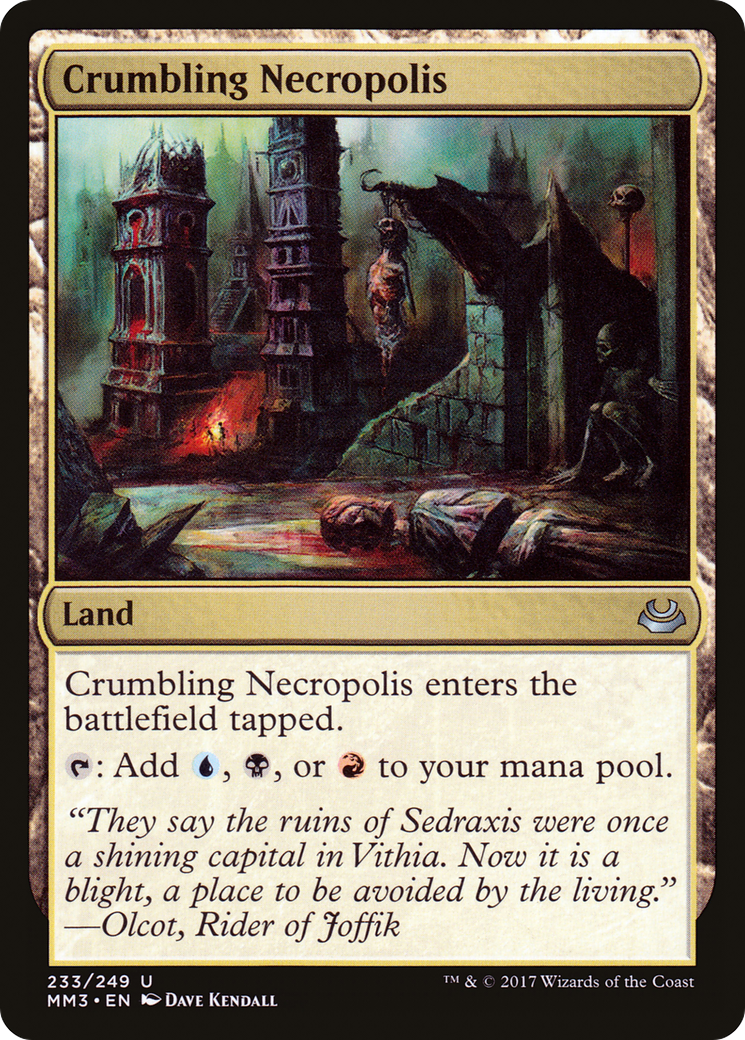 Crumbling Necropolis
Land
Crumbling Necropolis enters the
battlefield tapped.
: Add , , or to your mana pool.
“They say the ruins of Sedraxis were once
a shining capital in Vithia. Now it is a
blight, a place to be avoided by the living.”
—Olcot, Rider of Joffik
233/249 U
™ & © 2017 Wizards of the Coast
MM3 • EN Dave Kendall